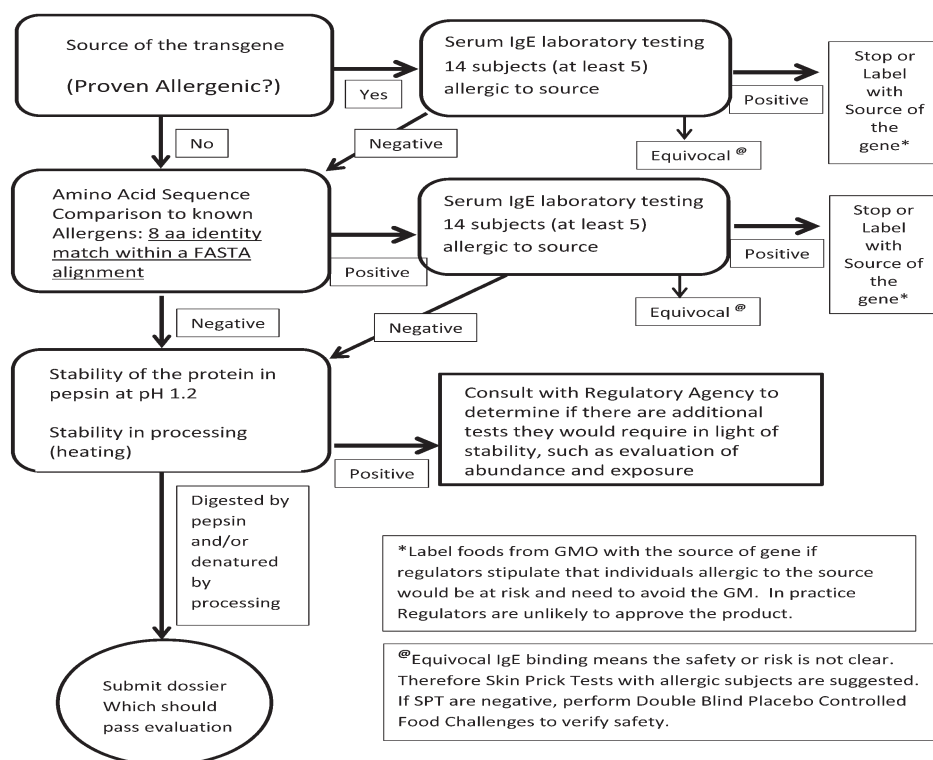 Source of the transgene
(Proven Allergenic?)
Yes
Serum IgE laboratory testing
14 subjects (at least 5)
allergic to source
Positive
Stop or
Label
with
Source of
the
gene*
No
Negative
Equivocal @
Amino Acid Sequence
Comparison to known
Allergens: 8 aa identity
match within a FASTA
alignment
Positive
Serum IgE laboratory testing
14 subjects (at least 5)
allergic to source
Positive
Stop or
Label
with
Source of
the
gene*
Negative
Negative
Equivocal @
Stability of the protein in
pepsin at pH 1.2
Stability in processing
(heating)
Positive
Consult with Regulatory Agency to
determine if there are additional
tests they would require in light of
stability, such as evaluation of
abundance and exposure
Digested by
pepsin
and/or
denatured
by
processing
*Label foods from GMO with the source of gene if
regulators stipulate that individuals allergic to the source
would be at risk and need to avoid the GM. In practice
Regulators are unlikely to approve the product.
Submit dossier
Which should
pass evaluation
@Equivocal IgE binding means the safety or risk is not clear.
Therefore Skin Prick Tests with allergic subjects are suggested.
If SPT are negative, perform Double Blind Placebo Controlled
Food Challenges to verify safety.